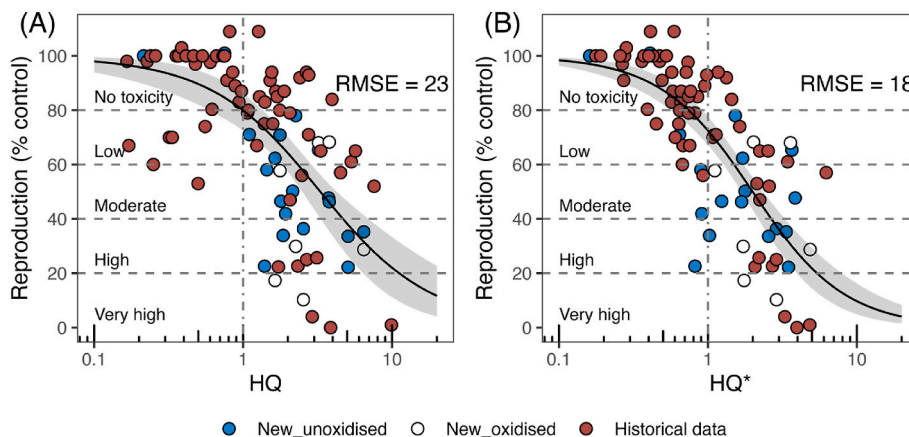 (A)
(B)
Reproduction (% control)
100
80
60
40
20
0
No toxicity
Low
Moderate
High
Very high
RMSE = 23
0.1
1
10
HQ
Reproduction (% control)
100
80
60
40
20
0
No toxicity
Low
Moderate
High
Very high
RMSE = 18
0.1
1
10
HQ*
New_unoxidised New_oxidised Historical data